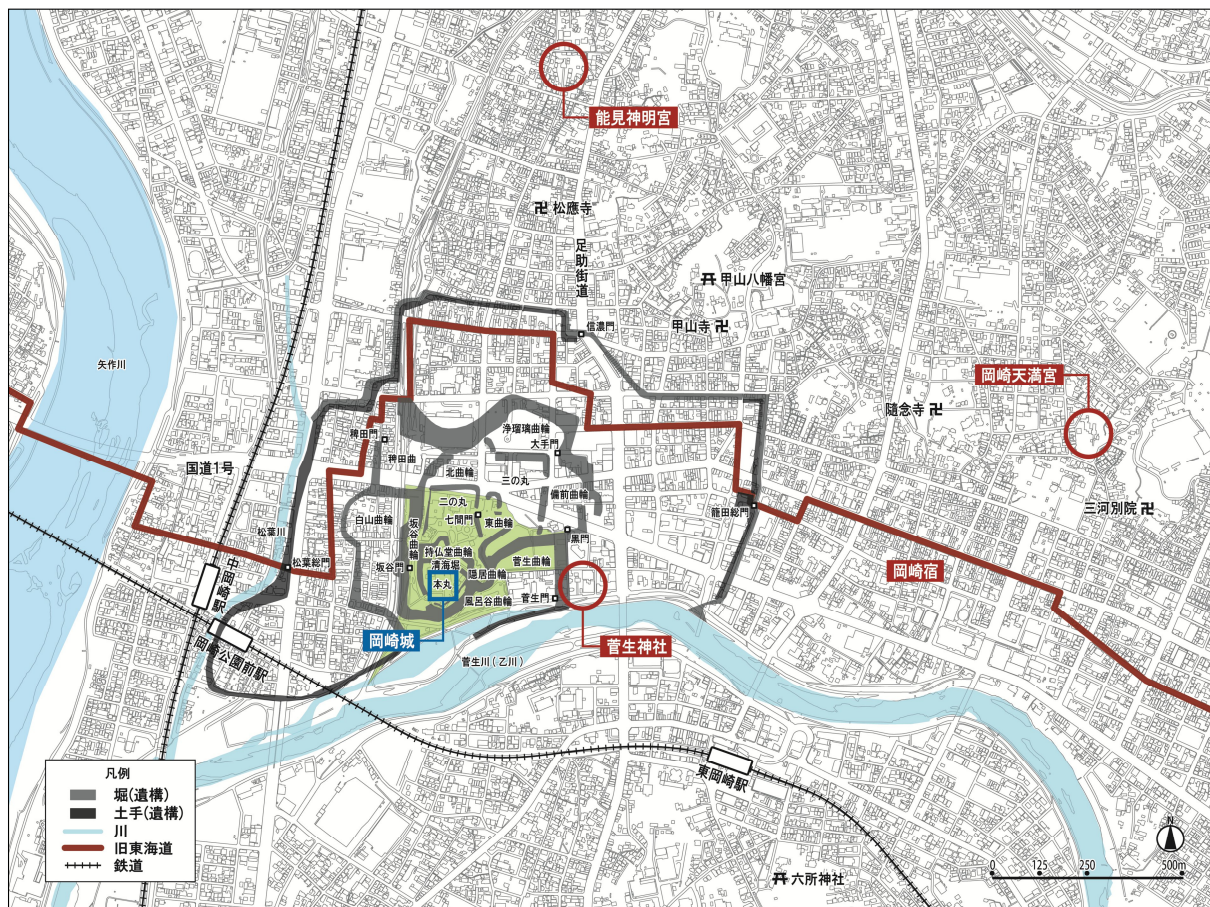 能見神明宮
卍 松應寺
足助街道
甲山八幡宮
信濃門
甲山寺 卍
矢作川
岡崎天満宮
隨念寺 卍
浄瑠璃曲輪
稗田門
大手門
稗田曲
国道1号
北曲輪
三の丸
備前曲輪
二の丸
籠田総門
三河別院 卍
白山曲輪
坂谷曲輪
七間門
東曲輪
松葉川
黒門
持仏堂曲輪
松葉総門
坂谷門
清海堀
菅生曲輪
岡崎宿
隠居曲輪
本丸
中岡崎駅
風呂谷曲輪
菅生門
岡崎公園前駅
岡崎城
菅生神社
菅生川(乙川)
東岡崎駅
凡例
堀(遺構)
土手(遺構)
川
旧東海道
鉄道
N
0 125 250 500m
六所神社